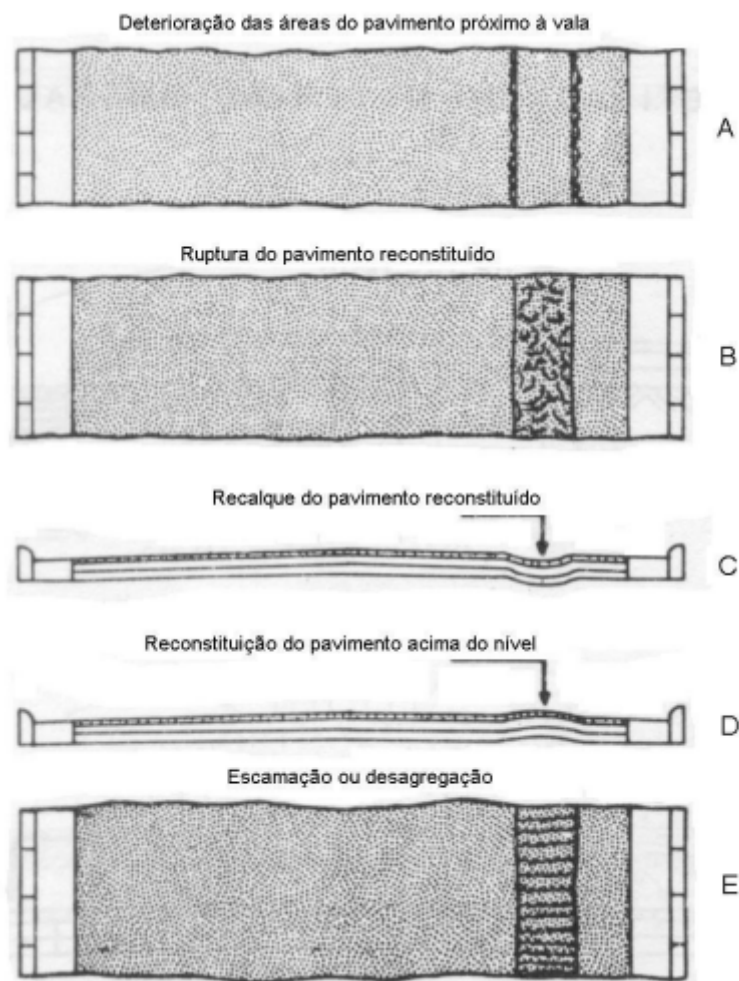 Deterioração das áreas do pavimento próximo à vala
A
Ruptura do pavimento reconstituído
B
Recalque do pavimento reconstituído
C
Reconstituição do pavimento acima do nível
D
Escamação ou desagregação
E